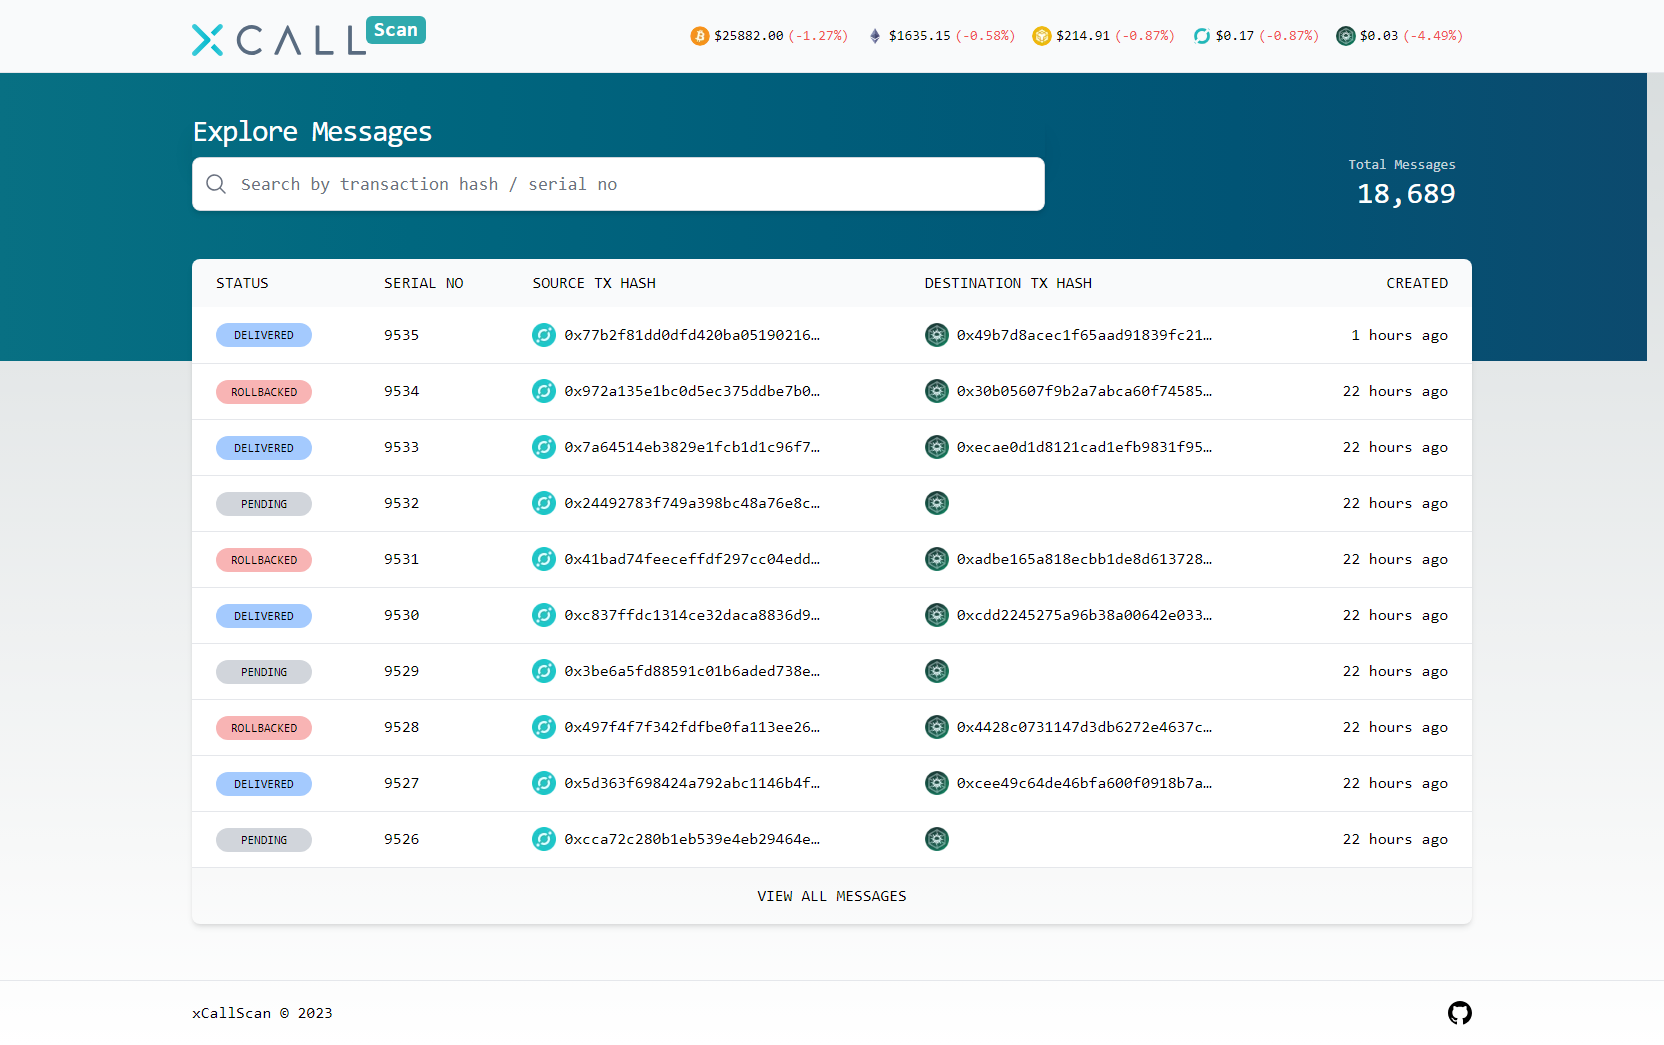 XCALL Scan
$25882.00 (-1.27%) $1635.15 (-0.58%) $214.91 (-0.87%) $0.17 (-0.87%) $0.03 (-4.49%)
Explore Messages
Search by transaction hash / serial no
Total Messages
18,689
STATUS SERIAL NO SOURCE TX HASH DESTINATION TX HASH CREATED
DELIVERED 9535 0x77b2f81dd0dfd420ba05190216… 0x49b7d8acec1f65aad91839fc21… 1 hours ago
ROLLBACKED 9534 0x972a135e1bc0d5ec375ddbe7b0… 0x30b05607f9b2a7abca60f74585… 22 hours ago
DELIVERED 9533 0x7a64514eb3829e1fcb1d1c96f7… 0xecae0d1d8121cad1efb9831f95… 22 hours ago
PENDING 9532 0x24492783f749a398bc48a76e8c… 22 hours ago
ROLLBACKED 9531 0x41bad74feeceffdf297cc04edd… 0xadbe165a818ecbb1de8d613728… 22 hours ago
DELIVERED 9530 0xc837ffdc1314ce32daca8836d9… 0xcdd2245275a96b38a00642e033… 22 hours ago
PENDING 9529 0x3be6a5fd88591c01b6aded738e… 22 hours ago
ROLLBACKED 9528 0x497f4f7f342fdfbe0fa113ee26… 0x4428c0731147d3db6272e4637c… 22 hours ago
DELIVERED 9527 0x5d363f698424a792abc1146b4f… 0xcee49c64de46bfa600f0918b7a… 22 hours ago
PENDING 9526 0xcca72c280b1eb539e4eb29464e… 22 hours ago
VIEW ALL MESSAGES
xCallScan © 2023